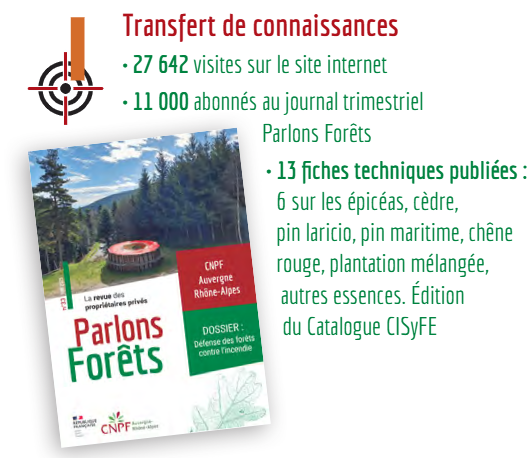 Transfert de connaissances
• 27 642 visites sur le site internet
• 11 000 abonnés au journal trimestriel
Parlons Forêts
• 13 fiches techniques publiées :
6 sur les épicéas, cèdre,
pin laricio, pin maritime, chêne
rouge, plantation mélangée,
autres essences. Édition
du Catalogue CISyFE
La revue des
propriétaires privés
Parlons
Forêts
CNPF
Auvergne
Rhône-Alpes
DOSSIER :
Défense des forêts
contre l'incendie
RÉPUBLIQUE
FRANÇAISE
CNPF Auvergne
Rhône-Alpes